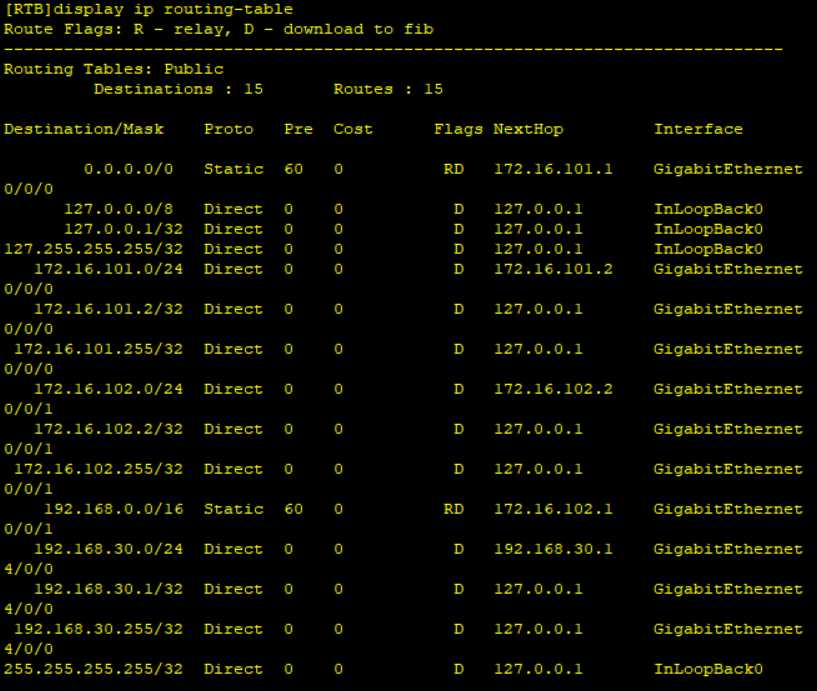 [RTB]display ip routing-table
Route Flags: R - relay, D - download to fib
------------------------------------------------------------------------------
Routing Tables: Public
         Destinations : 15       Routes : 15

Destination/Mask    Proto   Pre  Cost      Flags NextHop         Interface

        0.0.0.0/0   Static  60   0          RD   172.16.101.1    GigabitEthernet
0/0/0
      127.0.0.0/8   Direct  0    0           D   127.0.0.1       InLoopBack0
      127.0.0.1/32  Direct  0    0           D   127.0.0.1       InLoopBack0
127.255.255.255/32  Direct  0    0           D   127.0.0.1       InLoopBack0
   172.16.101.0/24  Direct  0    0           D   172.16.101.2    GigabitEthernet
0/0/0
   172.16.101.2/32  Direct  0    0           D   127.0.0.1       GigabitEthernet
0/0/0
 172.16.101.255/32  Direct  0    0           D   127.0.0.1       GigabitEthernet
0/0/0
   172.16.102.0/24  Direct  0    0           D   172.16.102.2    GigabitEthernet
0/0/1
   172.16.102.2/32  Direct  0    0           D   127.0.0.1       GigabitEthernet
0/0/1
 172.16.102.255/32  Direct  0    0           D   127.0.0.1       GigabitEthernet
0/0/1
    192.168.0.0/16  Static  60   0          RD   172.16.102.1    GigabitEthernet
0/0/1
   192.168.30.0/24  Direct  0    0           D   192.168.30.1    GigabitEthernet
4/0/0
   192.168.30.1/32  Direct  0    0           D   127.0.0.1       GigabitEthernet
4/0/0
 192.168.30.255/32  Direct  0    0           D   127.0.0.1       GigabitEthernet
4/0/0
255.255.255.255/32  Direct  0    0           D   127.0.0.1       InLoopBack0